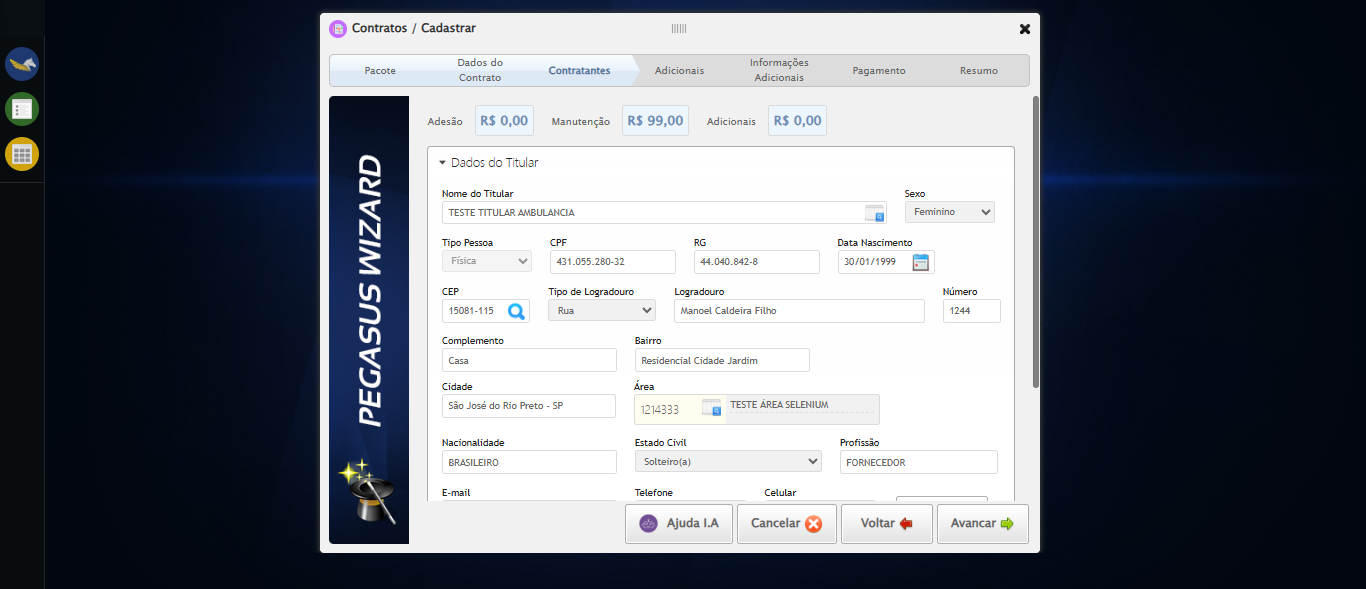 Contratos / Cadastrar
Pacote
Dados do
Contrato
Contratantes
Adicionais
Informações
Adicionais
Pagamento
Resumo
PEGASUS WIZARD
Adesão R$ 0,00 Manutenção R$ 99,00 Adicionais R$ 0,00
Dados do Titular
Nome do Titular Sexo
TESTE TITULAR AMBULANCIA Feminino
Tipo Pessoa CPF RG Data Nascimento
Física 431.055.280-32 44.040.842-8 30/01/1999
CEP Tipo de Logradouro Logradouro Número
15081-115 Rua Manoel Caldeira Filho 1244
Complemento Bairro
Casa Residencial Cidade Jardim
Cidade Área
São José do Rio Preto - SP 1214333 TESTE ÁREA SELENIUM
Nacionalidade Estado Civil Profissão
BRASILEIRO Solteiro(a) FORNECEDOR
E-mail Telefone Celular
Ajuda I.A Cancelar Voltar Avancar